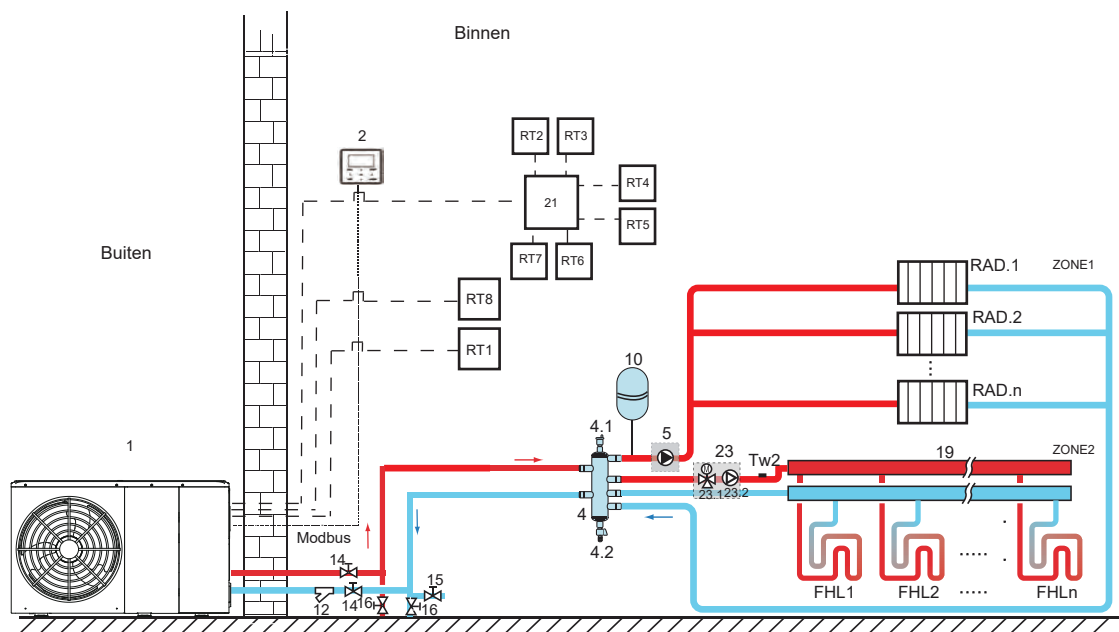 Binnen
2
RT2
RT3
RT4
21
RT5
RT7
RT6
Buiten
RT8
RT1
RAD.1
ZONE1
RAD.2
RAD.n
10
4.1
5
23
Tw2
19
ZONE2
23.1
23.2
4
4.2
1
Modbus
14
12
14
16
16
15
FHL1
FHL2
FHLn